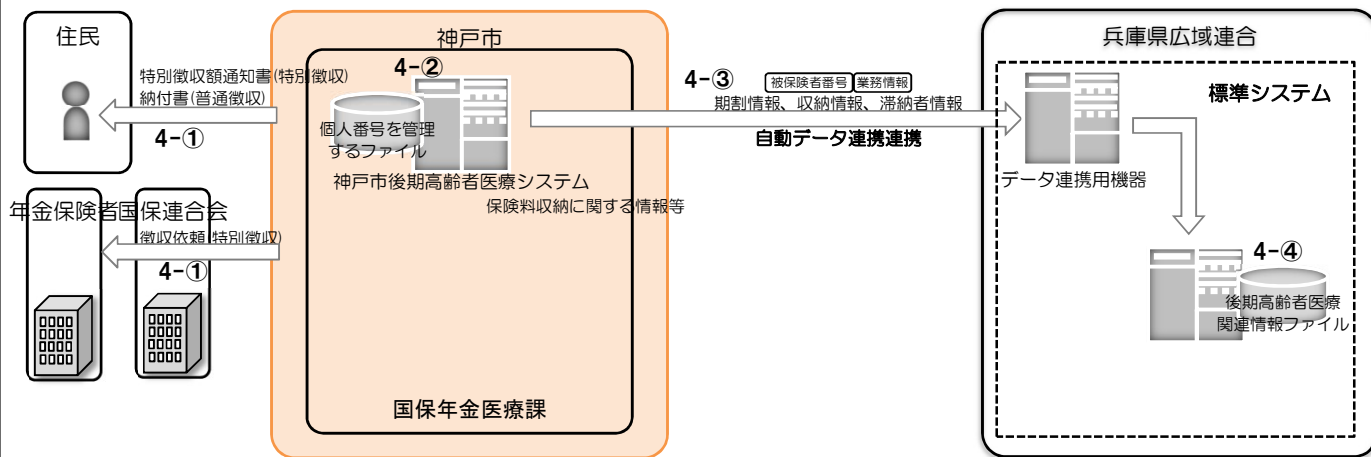 住民
特別徴収額通知書(特別徴収)
納付書(普通徴収)
4-①
年金保険者
国保連合会
徴収依頼(特別徴収)
4-①
神戸市
4-②
個人番号を管理
するファイル
神戸市後期高齢者医療システム
保険料収納に関する情報等
国保年金医療課
4-③
被保険者番号 業務情報
期割情報、収納情報、滞納者情報
自動データ連携連携
兵庫県広域連合
標準システム
データ連携用機器
4-④
後期高齢者医療
関連情報ファイル